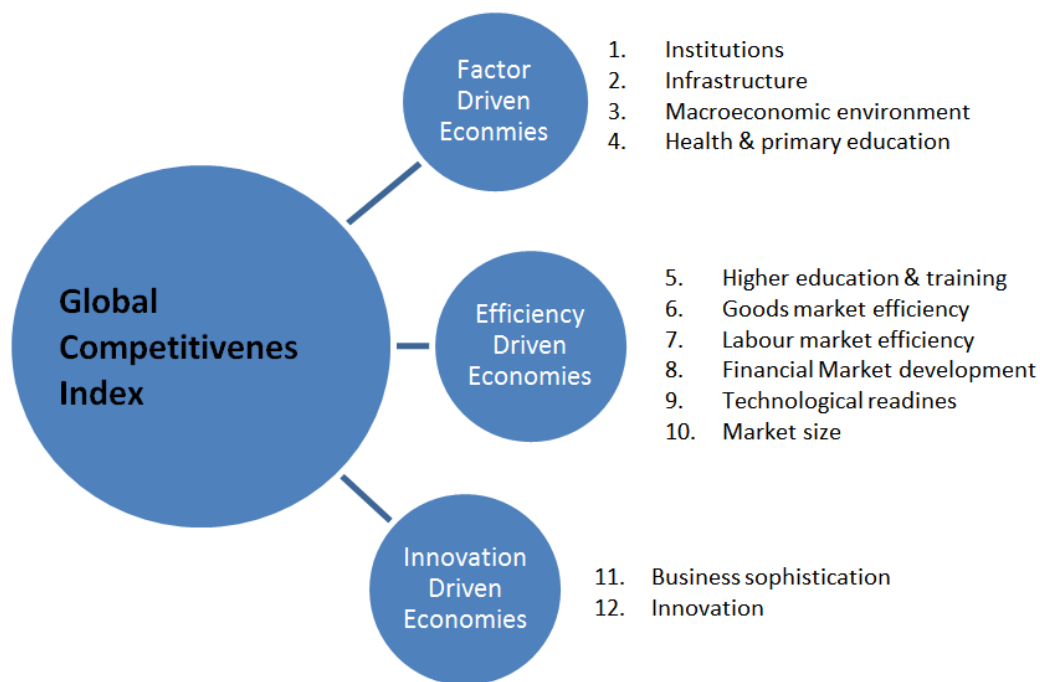 Global
Competitivenes
Index
Factor
Driven
Econmies
1. Institutions
2. Infrastructure
3. Macroeconomic environment
4. Health & primary education
Efficiency
Driven
Economies
5. Higher education & training
6. Goods market efficiency
7. Labour market efficiency
8. Financial Market development
9. Technological readines
10. Market size
Innovation
Driven
Economies
11. Business sophistication
12. Innovation